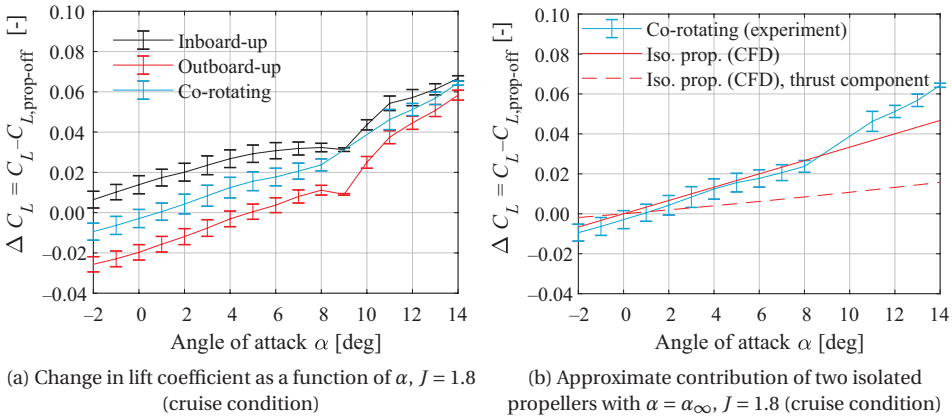 0.10
0.08
0.06
0.04
0.02
0.00
−0.02
−0.04
Δ C_L = C_L − C_L,prop-off [-]
Inboard-up
Outboard-up
Co-rotating
−2 0 2 4 6 8 10 12 14
Angle of attack α [deg]
(a) Change in lift coefficient as a function of α, J = 1.8
(cruise condition)
0.10
0.08
0.06
0.04
0.02
0.00
−0.02
−0.04
Δ C_L = C_L − C_L,prop-off [-]
Co-rotating (experiment)
Iso. prop. (CFD)
Iso. prop. (CFD), thrust component
−2 0 2 4 6 8 10 12 14
Angle of attack α [deg]
(b) Approximate contribution of two isolated
propellers with α = α∞, J = 1.8 (cruise condition)